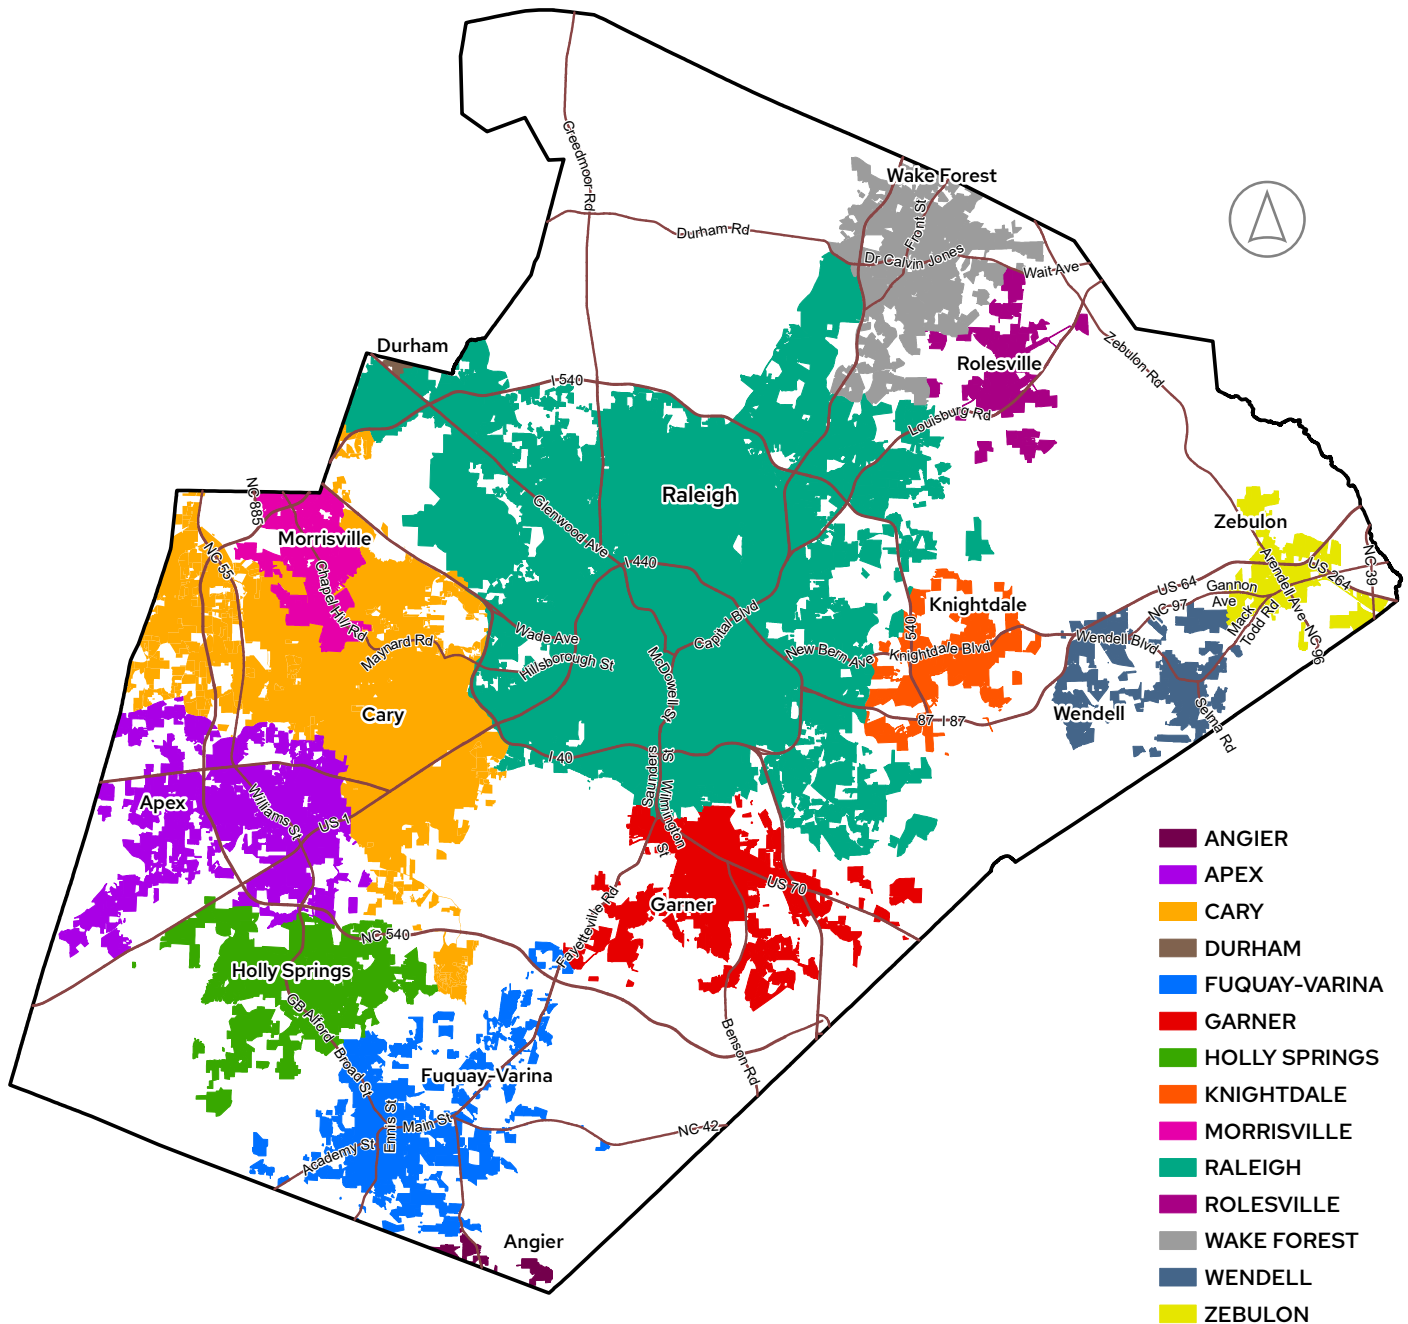 Wake Forest
Creedmoor Rd
Front St
Durham Rd
Dr Calvin Jones
Wait Ave
Durham
Zebulon Rd
Rolesville
I 540
Louisburg Rd
Raleigh
NC 885
Glenwood Ave
Zebulon
Morrisville
NC 55
I 440
Arendell Ave
US 264
NC 39
Chapel Hill Rd
US 64
Gannon
Ave
NC 97
Knightdale
Mack
Todd Rd
Capital Blvd
540
Wade Ave
Maynard Rd
Hillsborough St
New Bern Ave
Knightdale Blvd
Wendell Blvd
NC 96
McDowell St
Cary
Wendell
87
I 87
Selma Rd
I 40
Saunders
St
Wilmington
St
Apex
Williams St
US 1
US 70
Garner
Fayetteville Rd
NC 540
Holly Springs
GB Alford
Broad St
Benson Rd
Fuquay-Varina
Ennis St
Main St
NC 42
Academy St
Angier
ANGIER
APEX
CARY
DURHAM
FUQUAY-VARINA
GARNER
HOLLY SPRINGS
KNIGHTDALE
MORRISVILLE
RALEIGH
ROLESVILLE
WAKE FOREST
WENDELL
ZEBULON